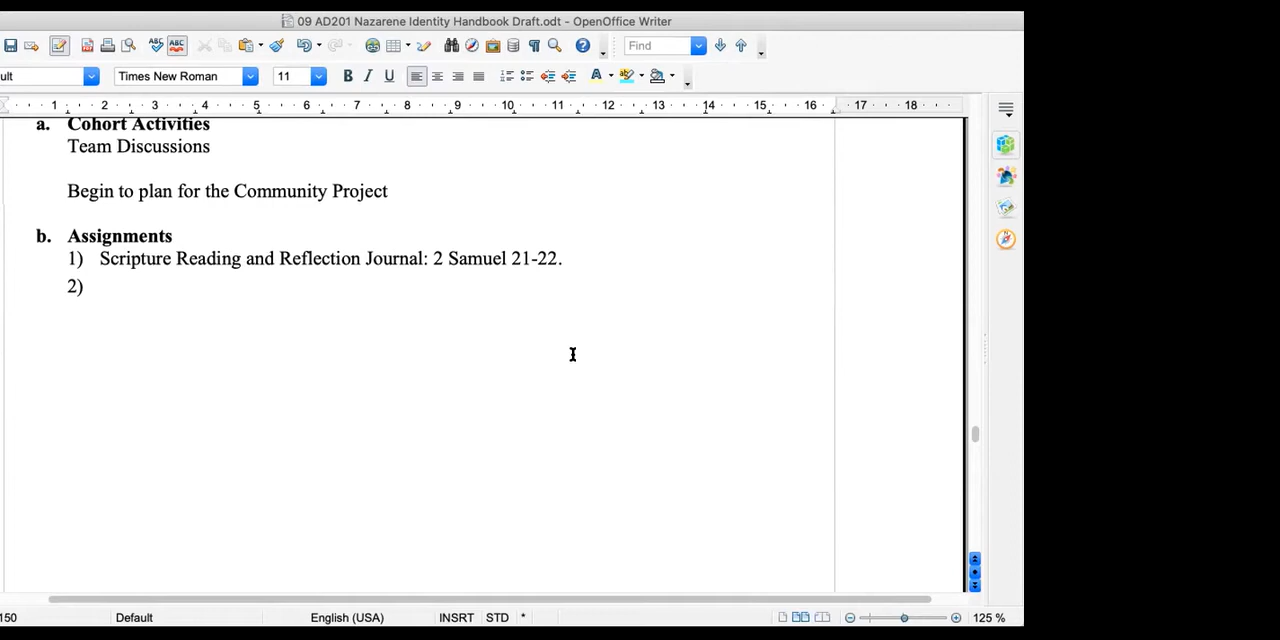 09 AD201 Nazarene Identity Handbook Draft.odt - OpenOffice Writer
Find
ult
Times New Roman
11
B I U
1 2 3 4 5 6 7 8 9 10 11 12 13 14 15 16 17 18
a. Cohort Activities
Team Discussions
Begin to plan for the Community Project
b. Assignments
1) Scripture Reading and Reflection Journal: 2 Samuel 21-22.
2)
150 Default English (USA) INSRT STD * 125 %